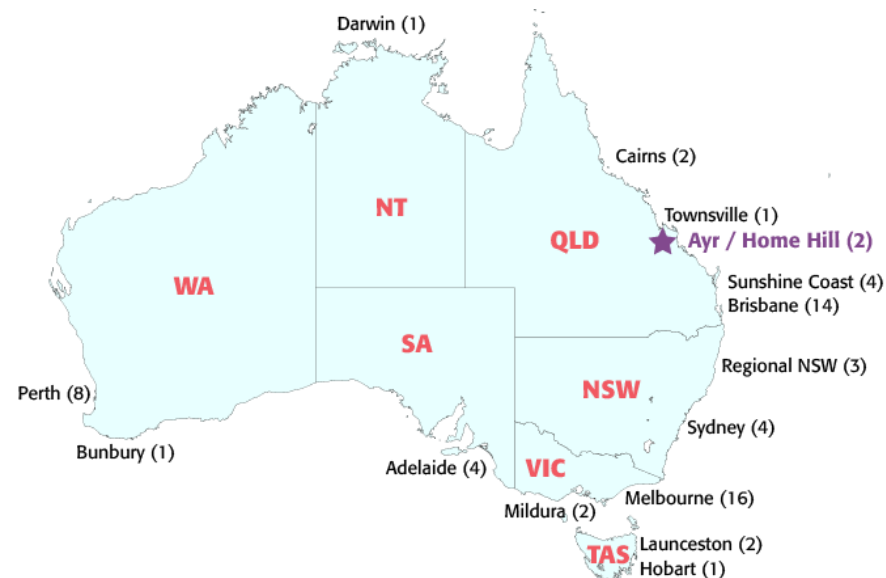 Darwin (1)
Cairns (2)
NT
Townsville (1)
QLD
Ayr / Home Hill (2)
WA
Sunshine Coast (4)
Brisbane (14)
SA
Regional NSW (3)
NSW
Perth (8)
Sydney (4)
Bunbury (1)
Adelaide (4)
VIC
Melbourne (16)
Mildura (2)
Launceston (2)
TAS
Hobart (1)